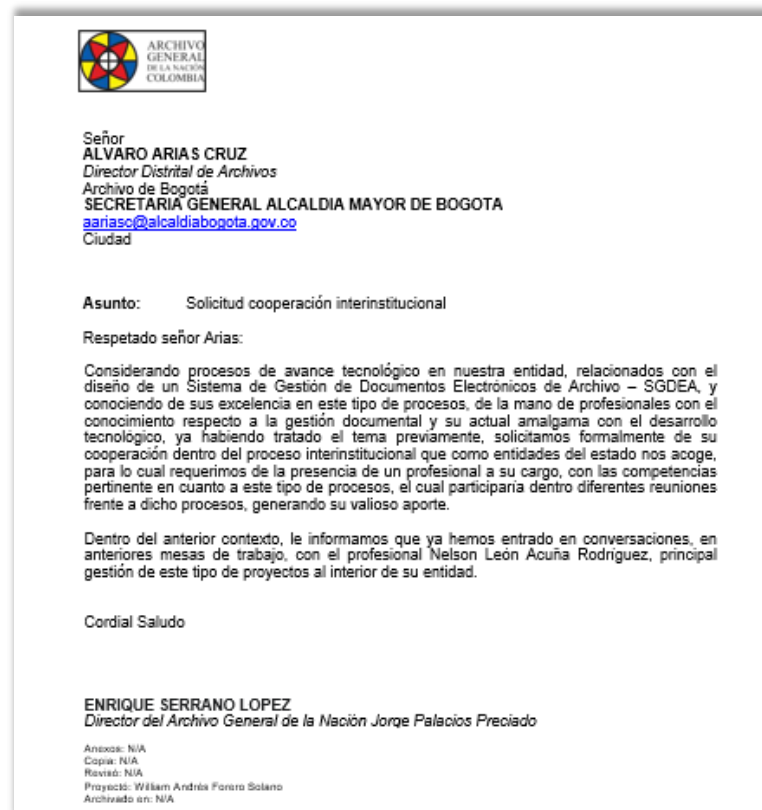 ARCHIVO
GENERAL
DE LA NACIÓN
COLOMBIA
Señor
ALVARO ARIAS CRUZ
Director Distrital de Archivos
Archivo de Bogotá
SECRETARIA GENERAL ALCALDIA MAYOR DE BOGOTA
aariasc@alcaldiabogota.gov.co
Ciudad
Asunto: Solicitud cooperación interinstitucional
Respetado señor Arias:
Considerando procesos de avance tecnológico en nuestra entidad, relacionados con el
diseño de un Sistema de Gestión de Documentos Electrónicos de Archivo – SGDEA, y
conociendo de sus excelencia en este tipo de procesos, de la mano de profesionales con el
conocimiento respecto a la gestión documental y su actual amalgama con el desarrollo
tecnológico, ya habiendo tratado el tema previamente, solicitamos formalmente de su
cooperación dentro del proceso interinstitucional que como entidades del estado nos acoge,
para lo cual requerimos de la presencia de un profesional a su cargo, con las competencias
pertinente en cuanto a este tipo de procesos, el cual participaría dentro diferentes reuniones
frente a dicho procesos, generando su valioso aporte.
Dentro del anterior contexto, le informamos que ya hemos entrado en conversaciones, en
anteriores mesas de trabajo, con el profesional Nelson León Acuña Rodríguez, principal
gestión de este tipo de proyectos al interior de su entidad.
Cordial Saludo
ENRIQUE SERRANO LOPEZ
Director del Archivo General de la Nación Jorge Palacios Preciado
Anexos: N/A
Copia: N/A
Revisó: N/A
Proyectó: William Andrés Forero Solano
Archivado en: N/A